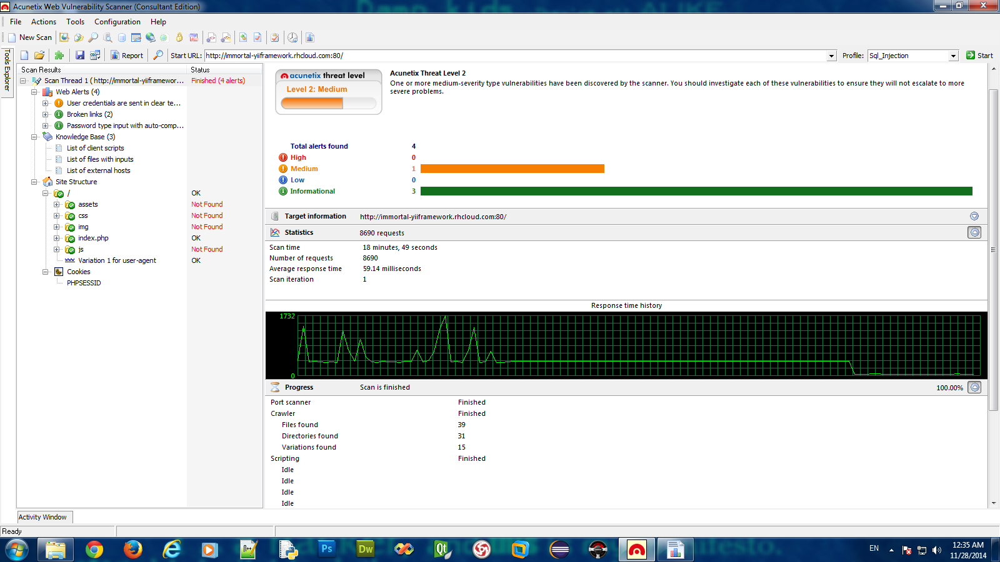 Acunetix Web Vulnerability Scanner (Consultant Edition)
File Actions Tools Configuration Help
New Scan
Report Start URL: http://immortal-yiiframework.rhcloud.com:80/ Profile: Sql_Injection Start
Tools Explorer
Scan Results Status
Scan Thread 1 ( http://immortal-yiiframewor... Finished (4 alerts)
Web Alerts (4)
User credentials are sent in clear te...
Broken links (2)
Password type input with auto-comp...
Knowledge Base (3)
List of client scripts
List of files with inputs
List of external hosts
Site Structure
/ OK
assets Not Found
css Not Found
img Not Found
index.php OK
js Not Found
Variation 1 for user-agent OK
Cookies
PHPSESSID
acunetix threat level
Level 2: Medium
Acunetix Threat Level 2
One or more medium-severity type vulnerabilities have been discovered by the scanner. You should investigate each of these vulnerabilities to ensure they will not escalate to more
severe problems.
Total alerts found 4
High 0
Medium 1
Low 0
Informational 3
Target information http://immortal-yiiframework.rhcloud.com:80/
Statistics 8690 requests
Scan time 18 minutes, 49 seconds
Number of requests 8690
Average response time 59.14 milliseconds
Scan iteration 1
Response time history
1732
0
Progress Scan is finished 100.00%
Port scanner Finished
Crawler Finished
Files found 39
Directories found 31
Variations found 15
Scripting Finished
Idle
Idle
Idle
Idle
Activity Window
Ready
Ps
Dw
Qt
EN
12:35 AM
11/28/2014